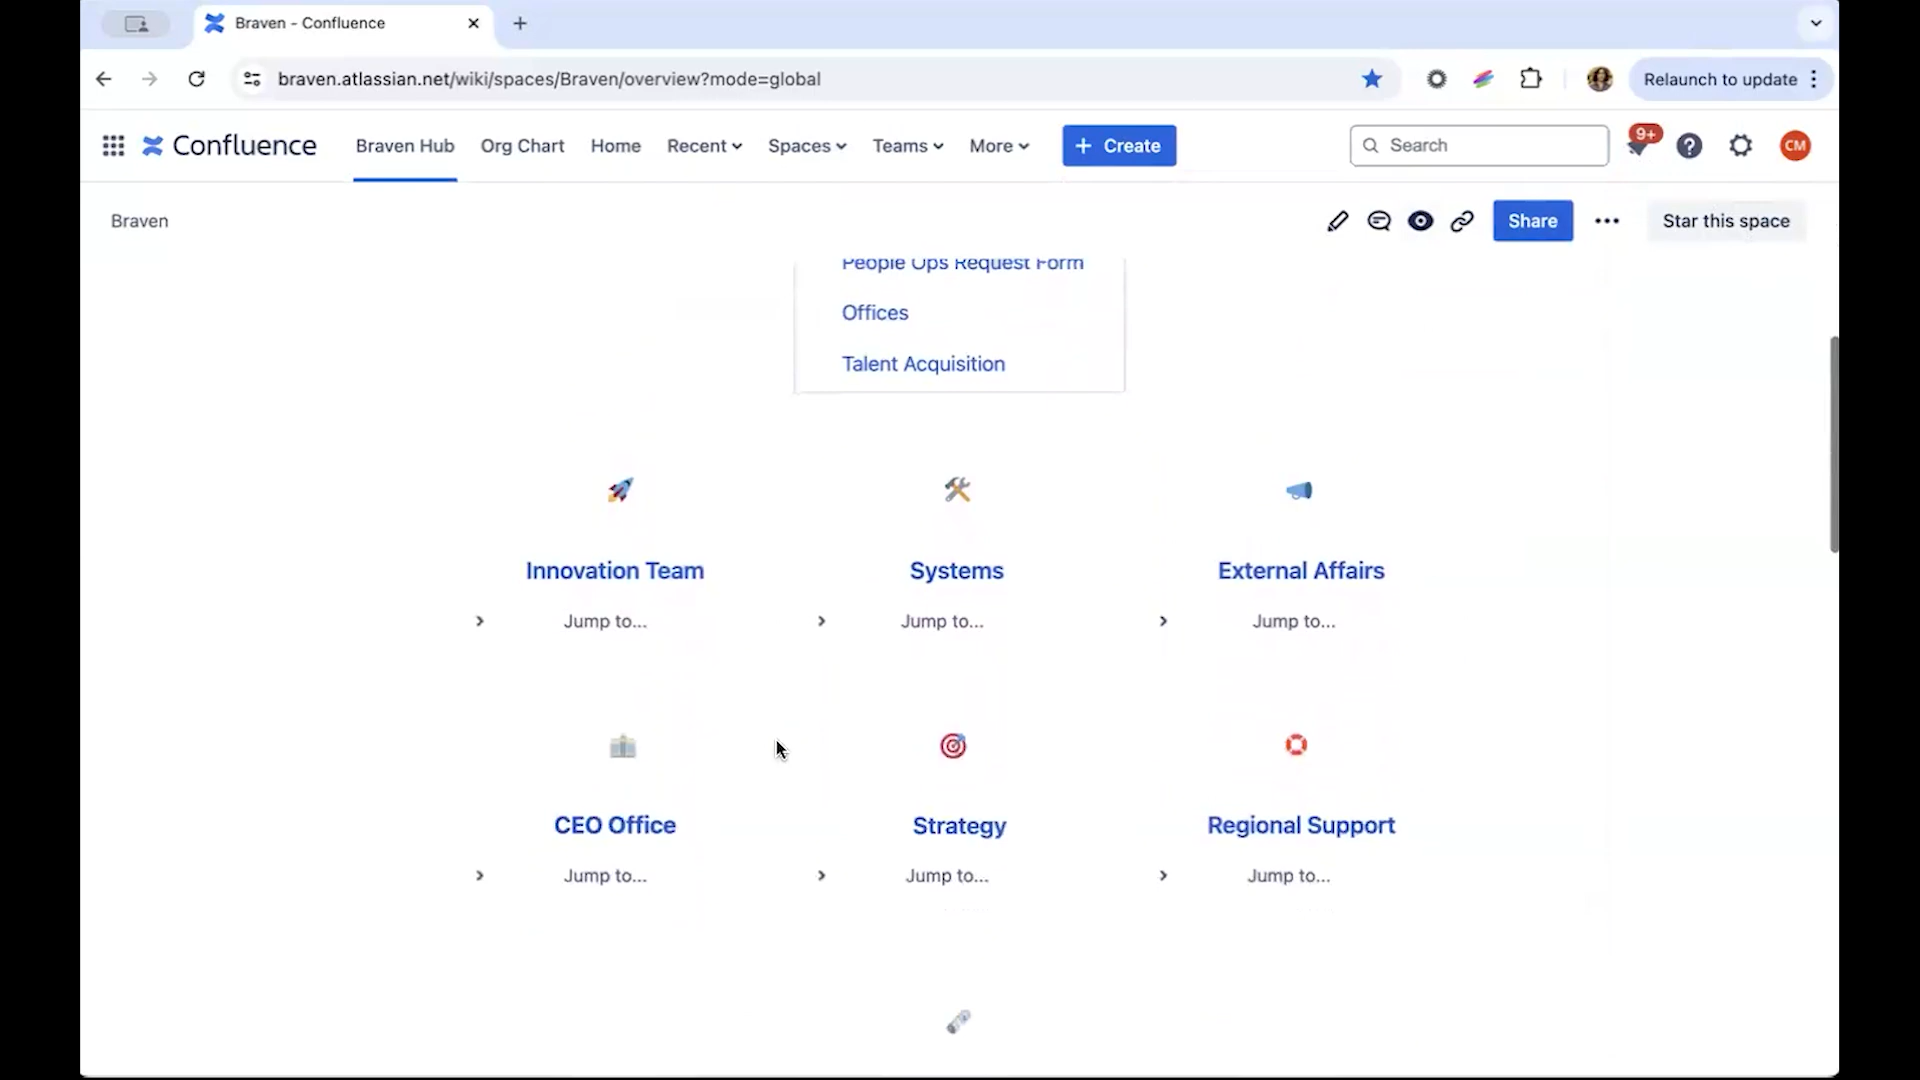 Braven - Confluence
braven.atlassian.net/wiki/spaces/Braven/overview?mode=global
Relaunch to update
Confluence
Braven Hub
Org Chart
Home
Recent
Spaces
Teams
More
+ Create
Search
9+
CM
Braven
Share
Star this space
People Ops Request Form
Offices
Talent Acquisition
Innovation Team
Systems
External Affairs
Jump to...
Jump to...
Jump to...
CEO Office
Strategy
Regional Support
Jump to...
Jump to...
Jump to...